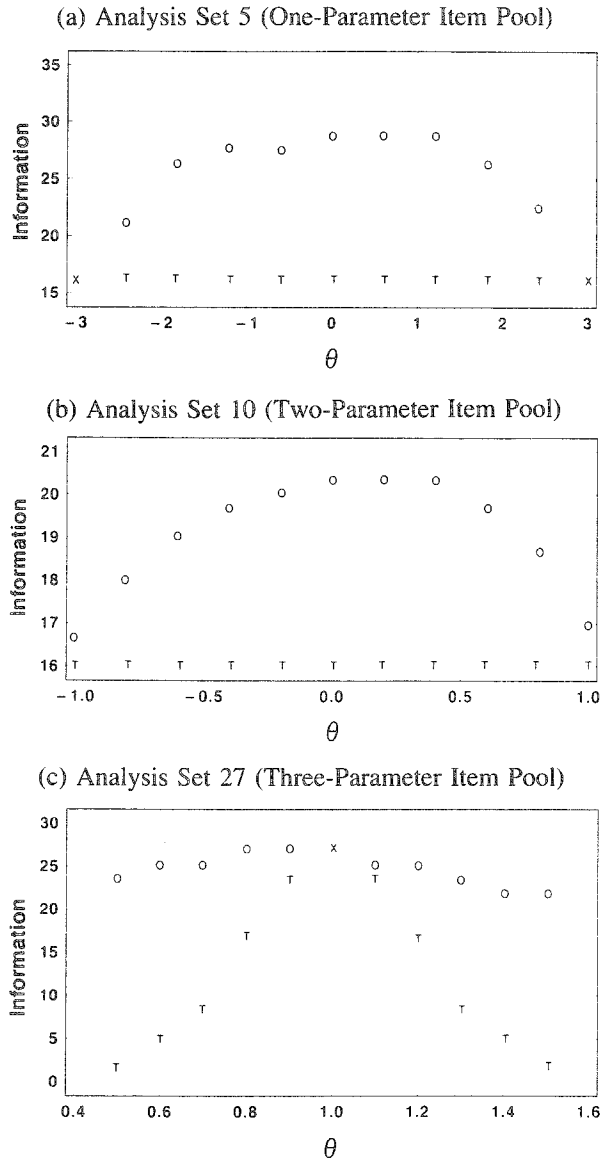 (a) Analysis Set 5 (One-Parameter Item Pool)
35
30
25
20
15
Information
O O O O O O O O O
X T T T T T T T T T X
−3 −2 −1 0 1 2 3
θ
(b) Analysis Set 10 (Two-Parameter Item Pool)
21
20
19
18
17
16
Information
O O O O O O O O O O O
T T T T T T T T T T T
−1.0 −0.5 0.0 0.5 1.0
θ
(c) Analysis Set 27 (Three-Parameter Item Pool)
30
25
20
15
10
5
0
Information
O O O O O X O O O O O
T T T T T T T T T T
0.4 0.6 0.8 1.0 1.2 1.4 1.6
θ